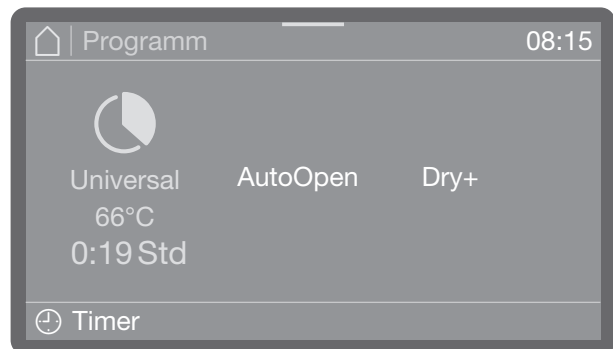 Programm 08:15
Universal AutoOpen Dry+
66°C
0:19 Std
Timer